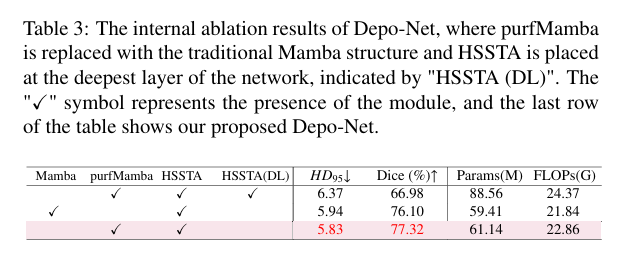 Table 3: The internal ablation results of Depo-Net, where purfMamba
is replaced with the traditional Mamba structure and HSSTA is placed
at the deepest layer of the network, indicated by "HSSTA (DL)". The
"✓" symbol represents the presence of the module, and the last row
of the table shows our proposed Depo-Net.
Mamba purfMamba HSSTA HSSTA(DL) HD95↓ Dice (%)↑ Params(M) FLOPs(G)
✓ ✓ ✓ 6.37 66.98 88.56 24.37
✓ ✓ 5.94 76.10 59.41 21.84
✓ ✓ 5.83 77.32 61.14 22.86